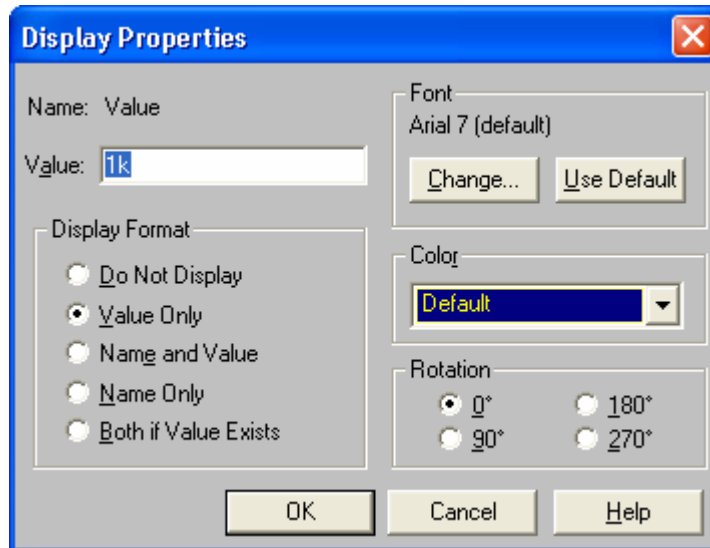 Display Properties
Name: Value
Value: 1k
Display Format
Do Not Display
Value Only
Name and Value
Name Only
Both if Value Exists
Font
Arial 7 (default)
Change...
Use Default
Color
Default
Rotation
0° 180°
90° 270°
OK Cancel Help